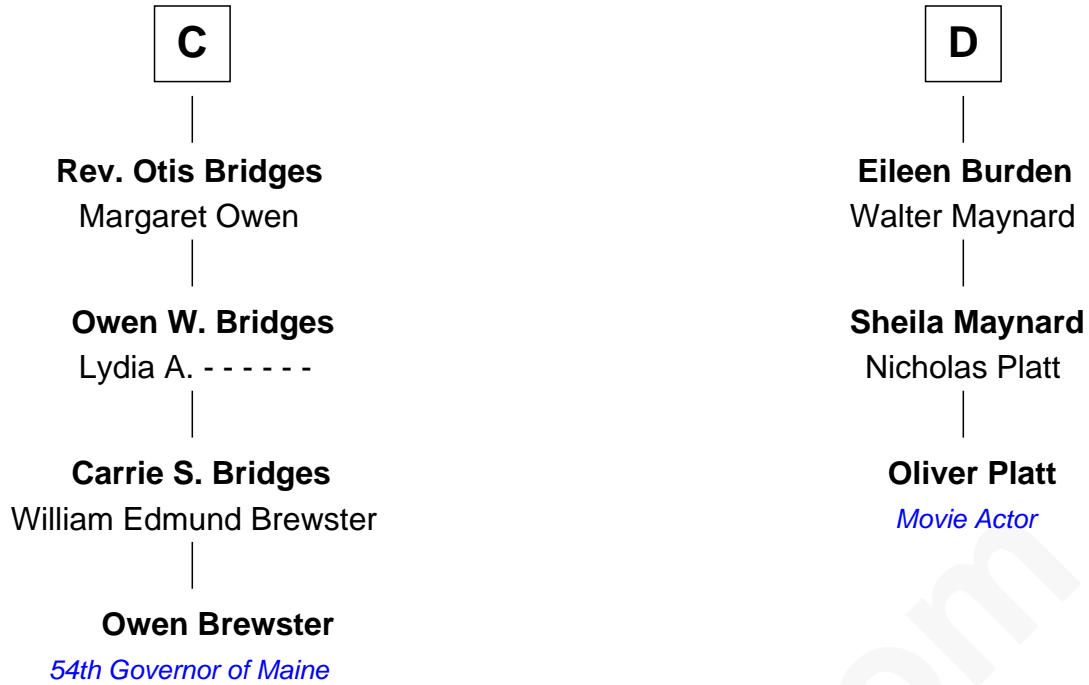 C
Rev. Otis Bridges
Margaret Owen
Owen W. Bridges
Lydia A. - - - - - -
Carrie S. Bridges
William Edmund Brewster
Owen Brewster
54th Governor of Maine
D
Eileen Burden
Walter Maynard
Sheila Maynard
Nicholas Platt
Oliver Platt
Movie Actor
om